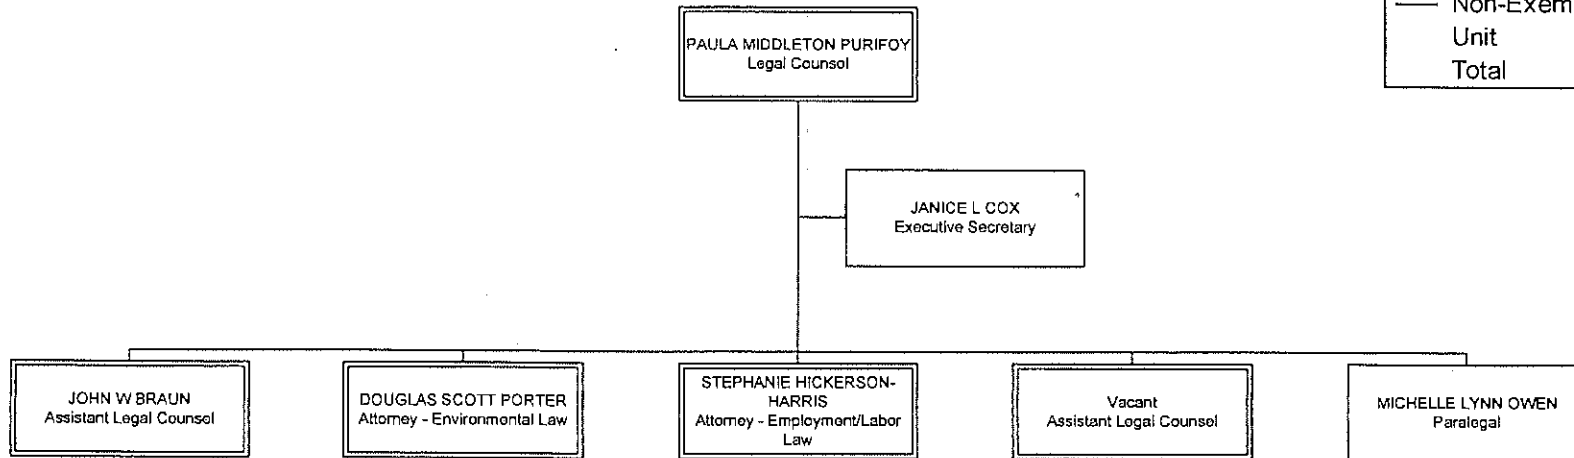 Non-Exem
Unit
Total
PAULA MIDDLETON PURIFOY
Legal Counsel
JANICE L COX
Executive Secretary
JOHN W BRAUN
Assistant Legal Counsel
DOUGLAS SCOTT PORTER
Attorney - Environmental Law
STEPHANIE HICKERSON-
HARRIS
Attorney - Employment/Labor
Law
Vacant
Assistant Legal Counsel
MICHELLE LYNN OWEN
Paralegal